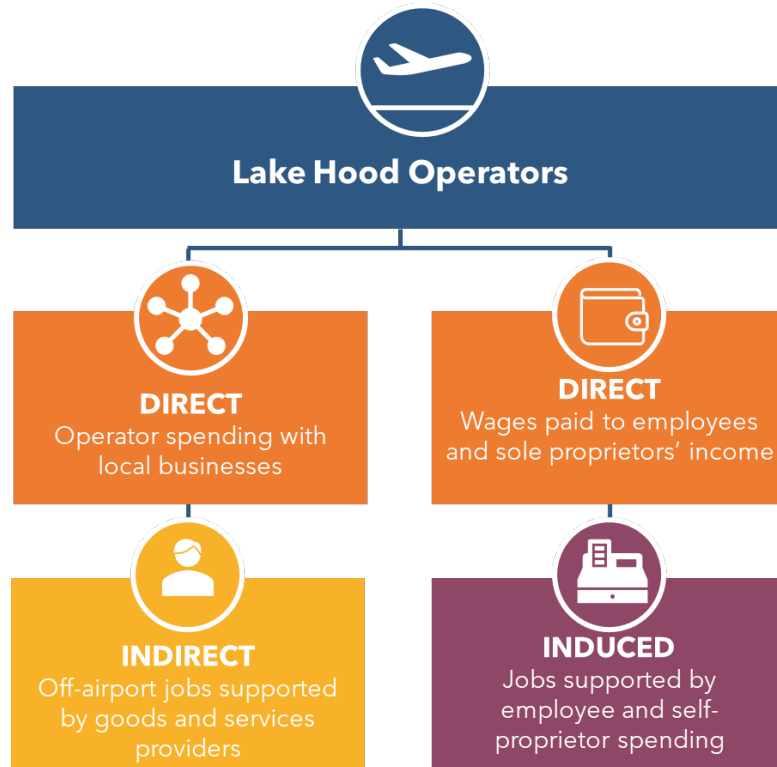 Lake Hood Operators
DIRECT
Operator spending with
local businesses
DIRECT
Wages paid to employees
and sole proprietors’ income
INDIRECT
Off-airport jobs supported
by goods and services
providers
INDUCED
Jobs supported by
employee and self-
proprietor spending